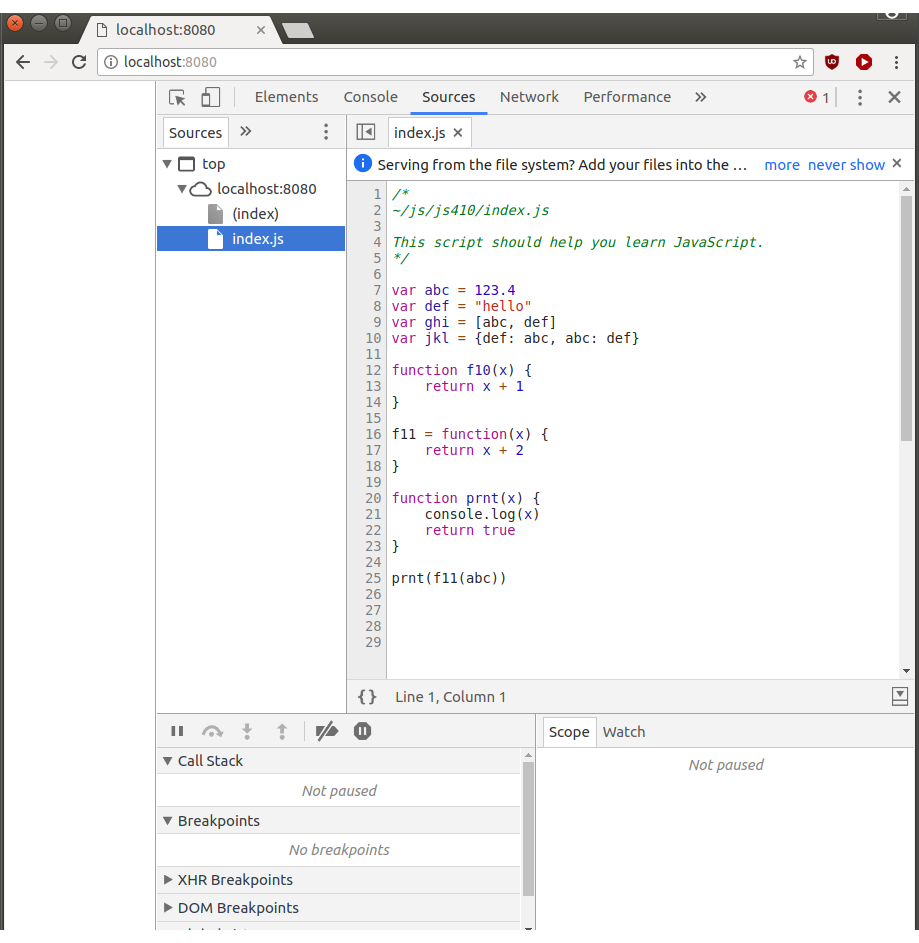 localhost:8080
localhost:8080
Elements Console Sources Network Performance » 1
Sources »
index.js
Serving from the file system? Add your files into the ... more never show
top
localhost:8080
(index)
index.js
1 /*
2 ~/js/js410/index.js
3
4 This script should help you learn JavaScript.
5 */
6
7 var abc = 123.4
8 var def = "hello"
9 var ghi = [abc, def]
10 var jkl = {def: abc, abc: def}
11
12 function f10(x) {
13     return x + 1
14 }
15
16 f11 = function(x) {
17     return x + 2
18 }
19
20 function prnt(x) {
21     console.log(x)
22     return true
23 }
24
25 prnt(f11(abc))
26
27
28
29
{} Line 1, Column 1
Call Stack
Not paused
Breakpoints
No breakpoints
XHR Breakpoints
DOM Breakpoints
Scope Watch
Not paused